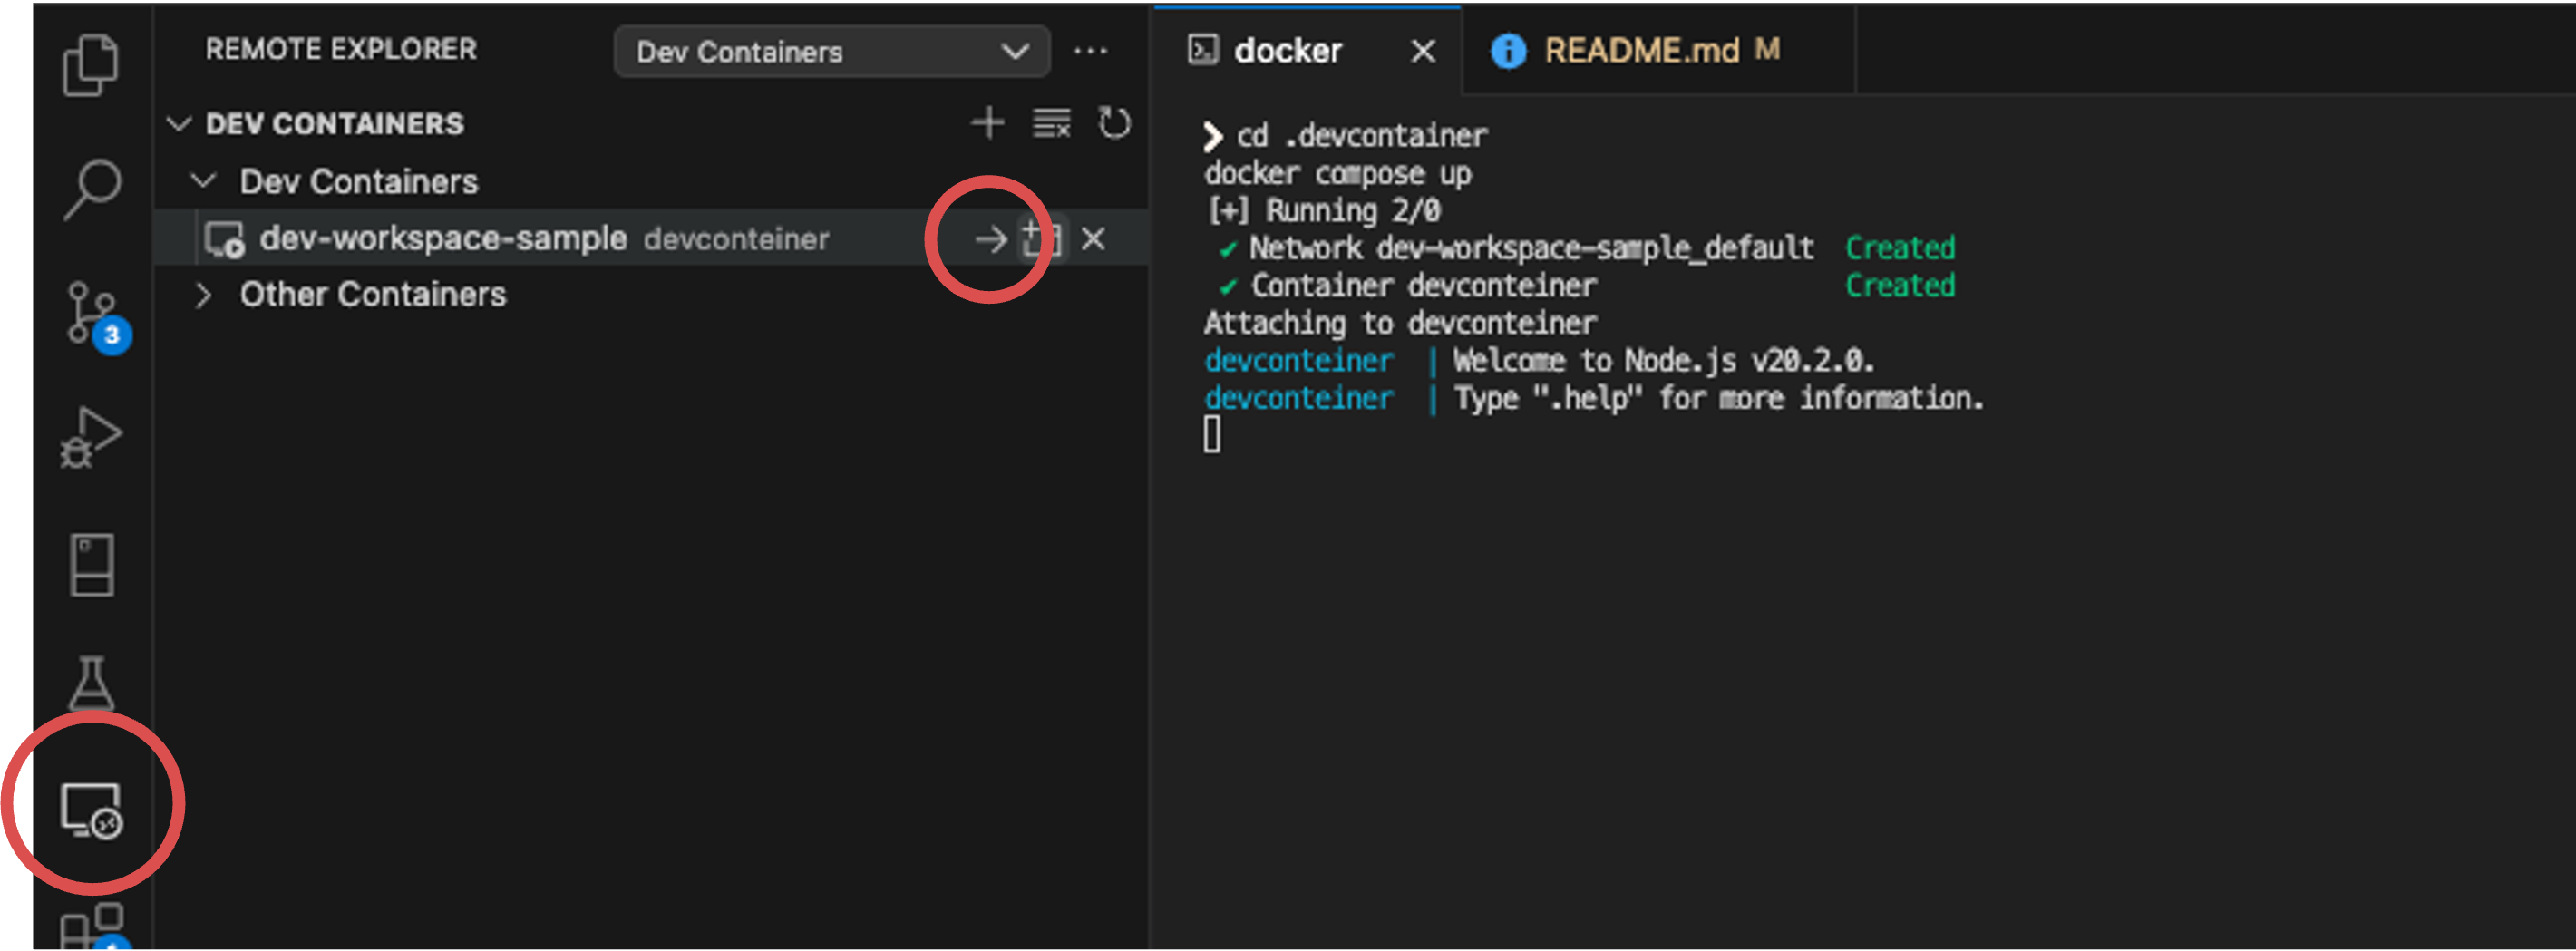 REMOTE EXPLORER
Dev Containers
DEV CONTAINERS
Dev Containers
dev-workspace-sample devconteiner
Other Containers
3
docker
README.md M
cd .devcontainer
docker compose up
[+] Running 2/0
✔ Network dev-workspace-sample_default Created
✔ Container devconteiner Created
Attaching to devconteiner
devconteiner | Welcome to Node.js v20.2.0.
devconteiner | Type ".help" for more information.